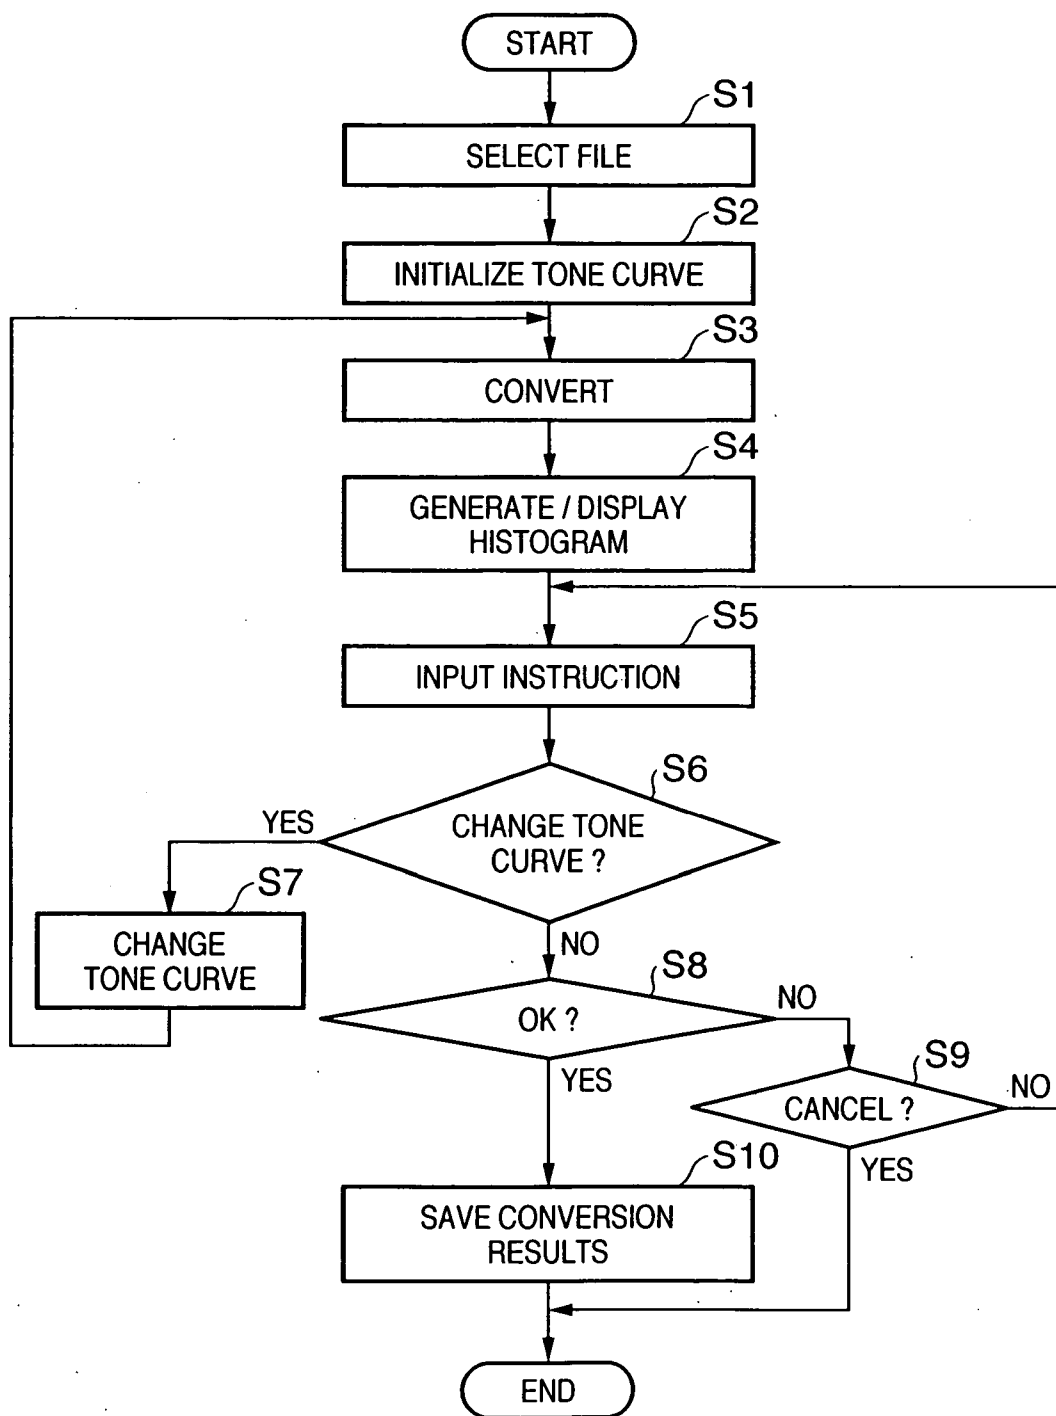 START
S1
SELECT FILE
S2
INITIALIZE TONE CURVE
S3
CONVERT
S4
GENERATE / DISPLAY
HISTOGRAM
S5
INPUT INSTRUCTION
S6
YES
CHANGE TONE
CURVE ?
S7
CHANGE
TONE CURVE
NO
S8
OK ?
NO
YES
S9
CANCEL ?
NO
YES
S10
SAVE CONVERSION
RESULTS
END